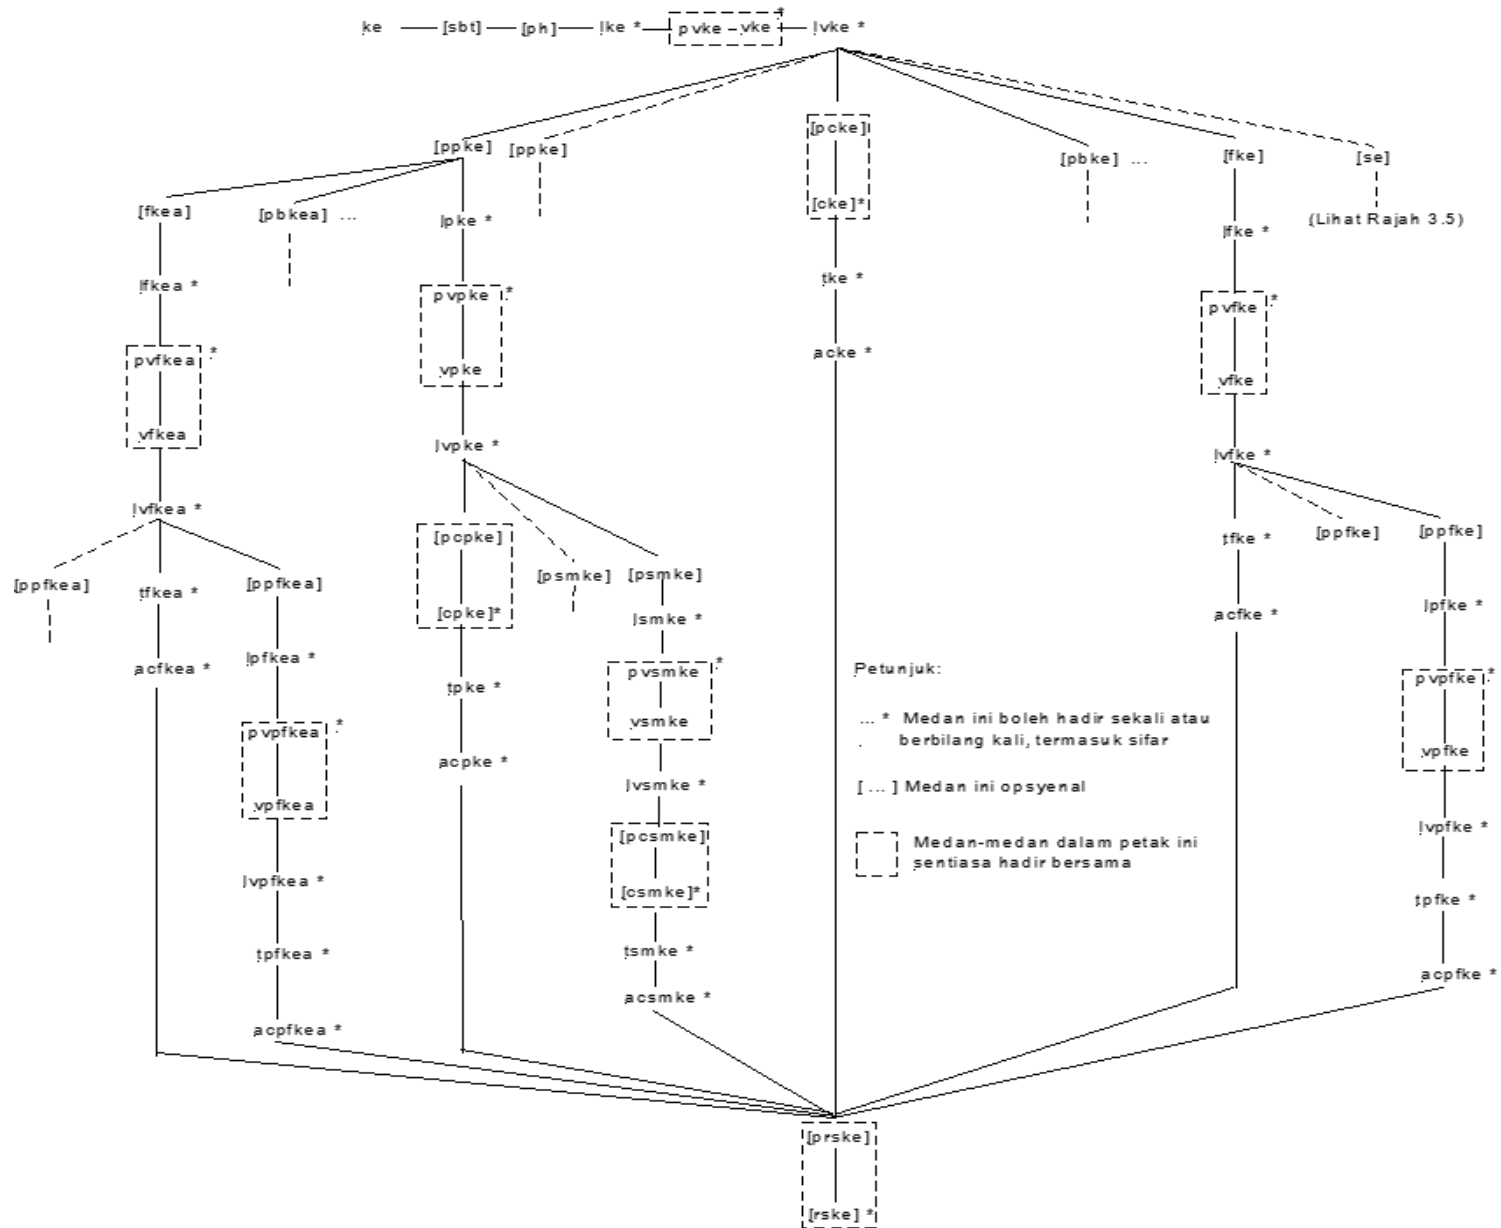 ke [sbt] [ph] lke * pvke – vke * lvke *
[ppke] [ppke] [pcke] [pbke] ... [fke] [se]
[fkea] [pbkea] ... lpke * [cke]* lfke * (Lihat Rajah 3.5)
lfkea * pvpke * tke * pvfke *
pvfkea * vpke acke * vfke
vfkea lvpke * lvfke *
lvfkea * [pcpke] tfke * [ppfke] [ppfke]
[ppfkea] tfkea * [ppfkea] [cpke]* [psmke] [psmke] acfke * lpfke *
lsmke *
acfkea * lpfkea * tpke * pvsmke * pvpfke *
vsmke
pvpfkea * acpke * lvsmke * vpfke
vpfkea [pcsmke] lvpfke *
lvpfkea * [csmke]* tpfke *
tpfkea * tsmke * acpfke *
acpfkea * acsmke *
Petunjuk:
... * Medan ini boleh hadir sekali atau
berbilang kali, termasuk sifar
[ ... ] Medan ini opsyenal
Medan-medan dalam petak ini
sentiasa hadir bersama
[prske]
[rske] *